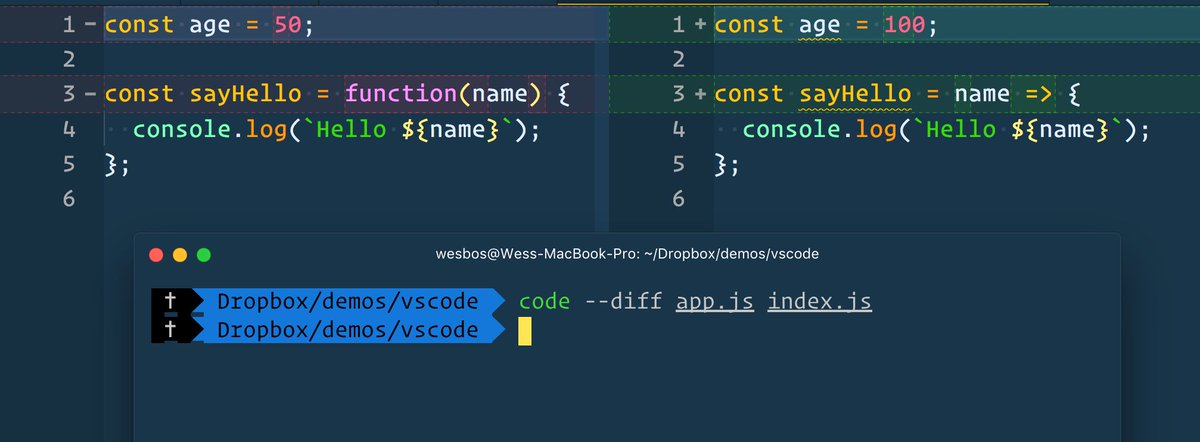 1 - const age = 50;
2
3 - const sayHello = function(name) {
4 console.log(`Hello ${name}`);
5 };
6
1 + const age = 100;
2
3 + const sayHello = name => {
4 console.log(`Hello ${name}`);
5 };
6
wesbos@Wess-MacBook-Pro: ~/Dropbox/demos/vscode
† Dropbox/demos/vscode code --diff app.js index.js
† Dropbox/demos/vscode